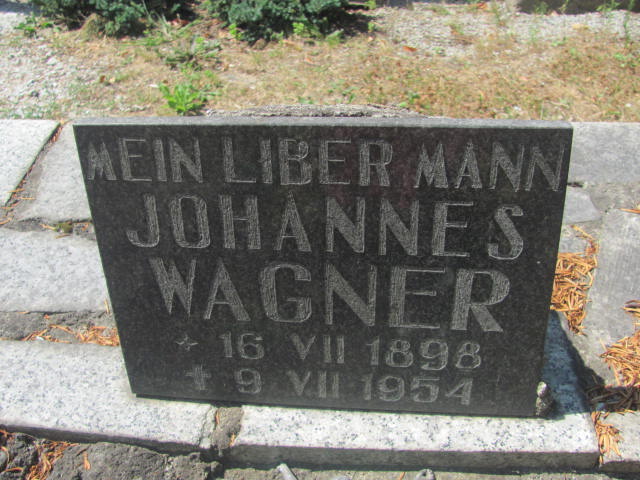 MEIN LIBER MANN
JOHANNES
WAGNER
* 16 VII 1898
✝ 9 VII 1954